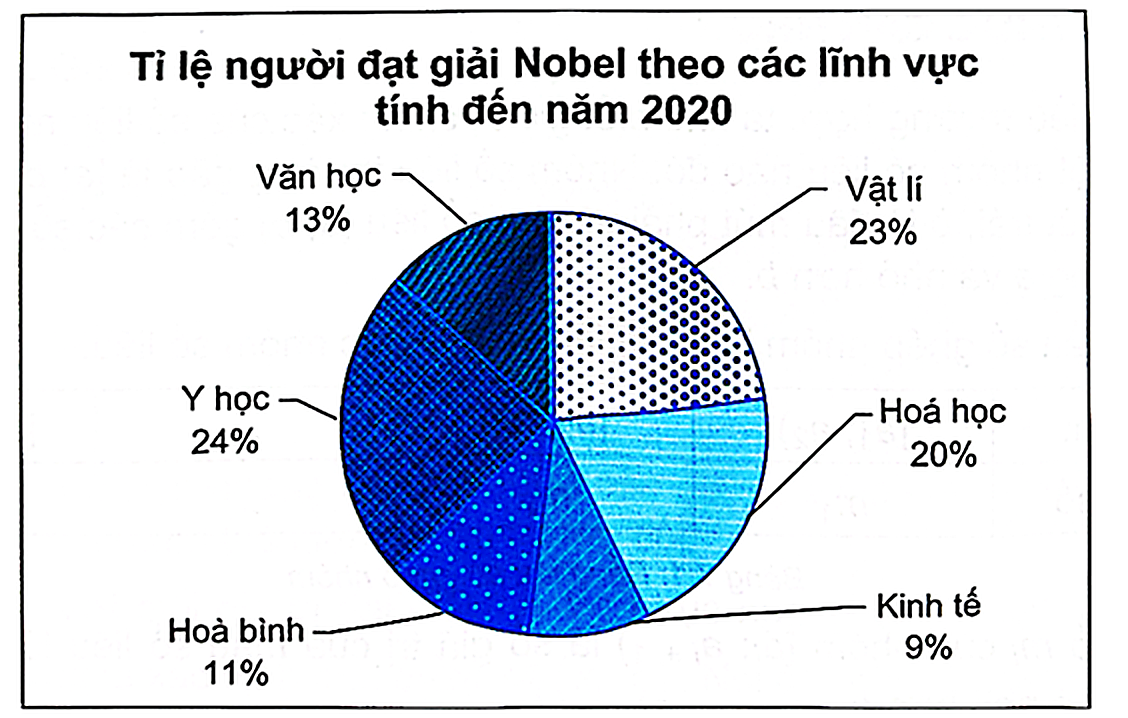 Tỉ lệ người đạt giải Nobel theo các lĩnh vực
tính đến năm 2020
Văn học
13%
Vật lí
23%
Y học
24%
Hoá học
20%
Kinh tế
9%
Hoà bình
11%